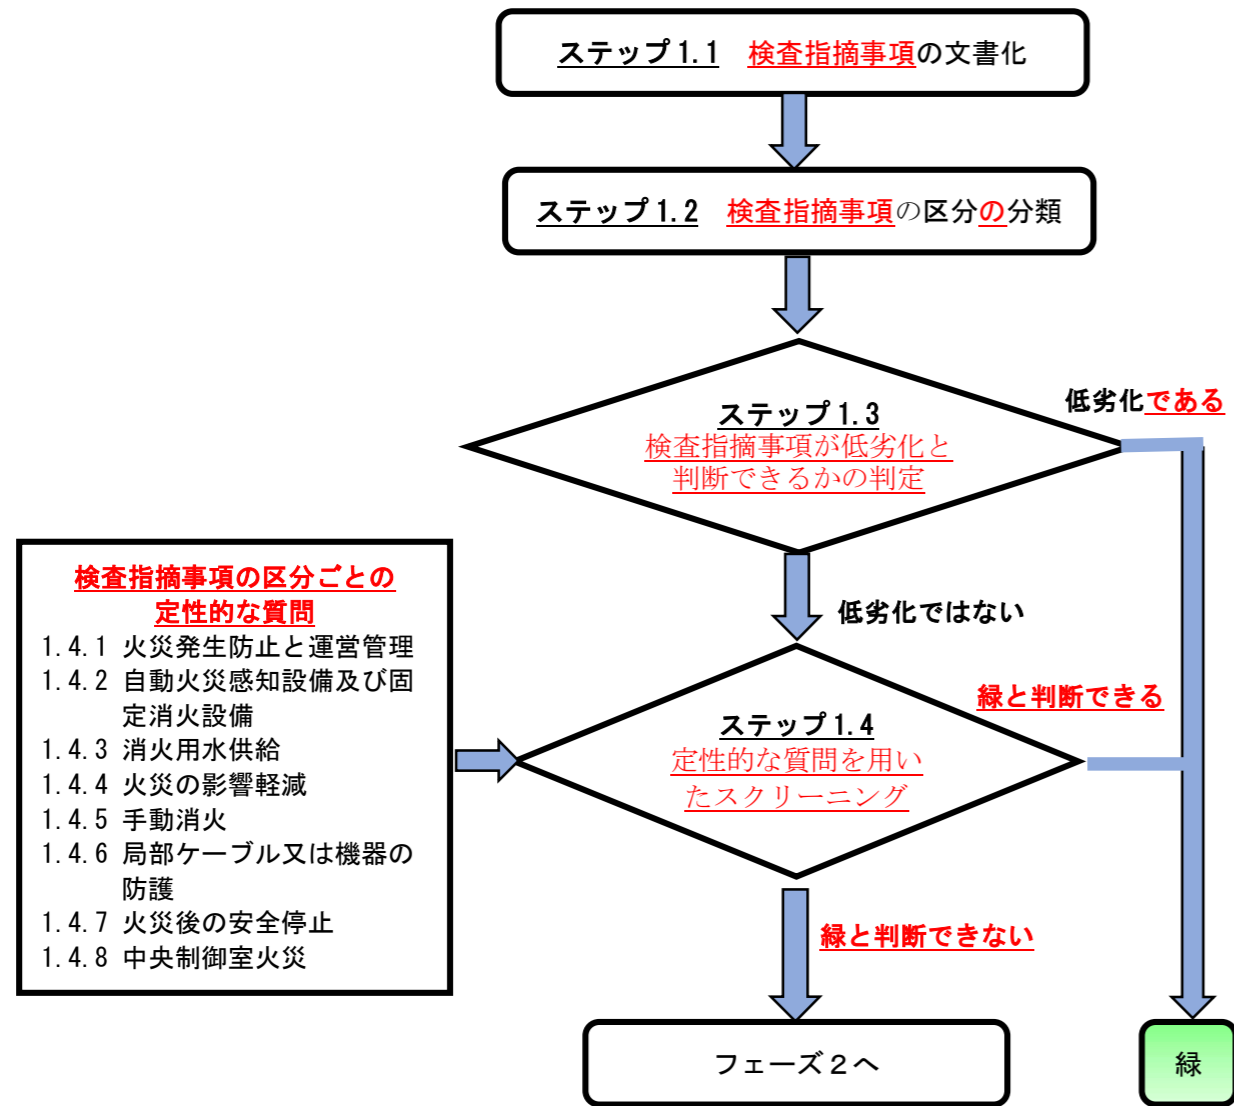 ステップ1.1 検査指摘事項の文書化
ステップ1.2 検査指摘事項の区分の分類
ステップ1.3
検査指摘事項が低劣化と
判断できるかの判定
低劣化である
低劣化ではない
検査指摘事項の区分ごとの
定性的な質問
1.4.1 火災発生防止と運営管理
1.4.2 自動火災感知設備及び固
定消火設備
1.4.3 消火用水供給
1.4.4 火災の影響軽減
1.4.5 手動消火
1.4.6 局部ケーブル又は機器の
防護
1.4.7 火災後の安全停止
1.4.8 中央制御室火災
ステップ1.4
定性的な質問を用い
たスクリーニング
緑と判断できる
緑と判断できない
フェーズ２へ
緑